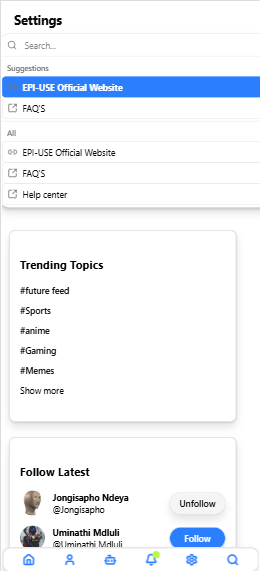 Settings
Search...
Suggestions
EPI-USE Official Website
FAQ'S
All
EPI-USE Official Website
FAQ'S
Help center
Trending Topics
#future feed
#Sports
#anime
#Gaming
#Memes
Show more
Follow Latest
Jongisapho Ndeya
@Jongisapho
Unfollow
Uminathi Mdluli
@Uminathi Mdluli
Follow